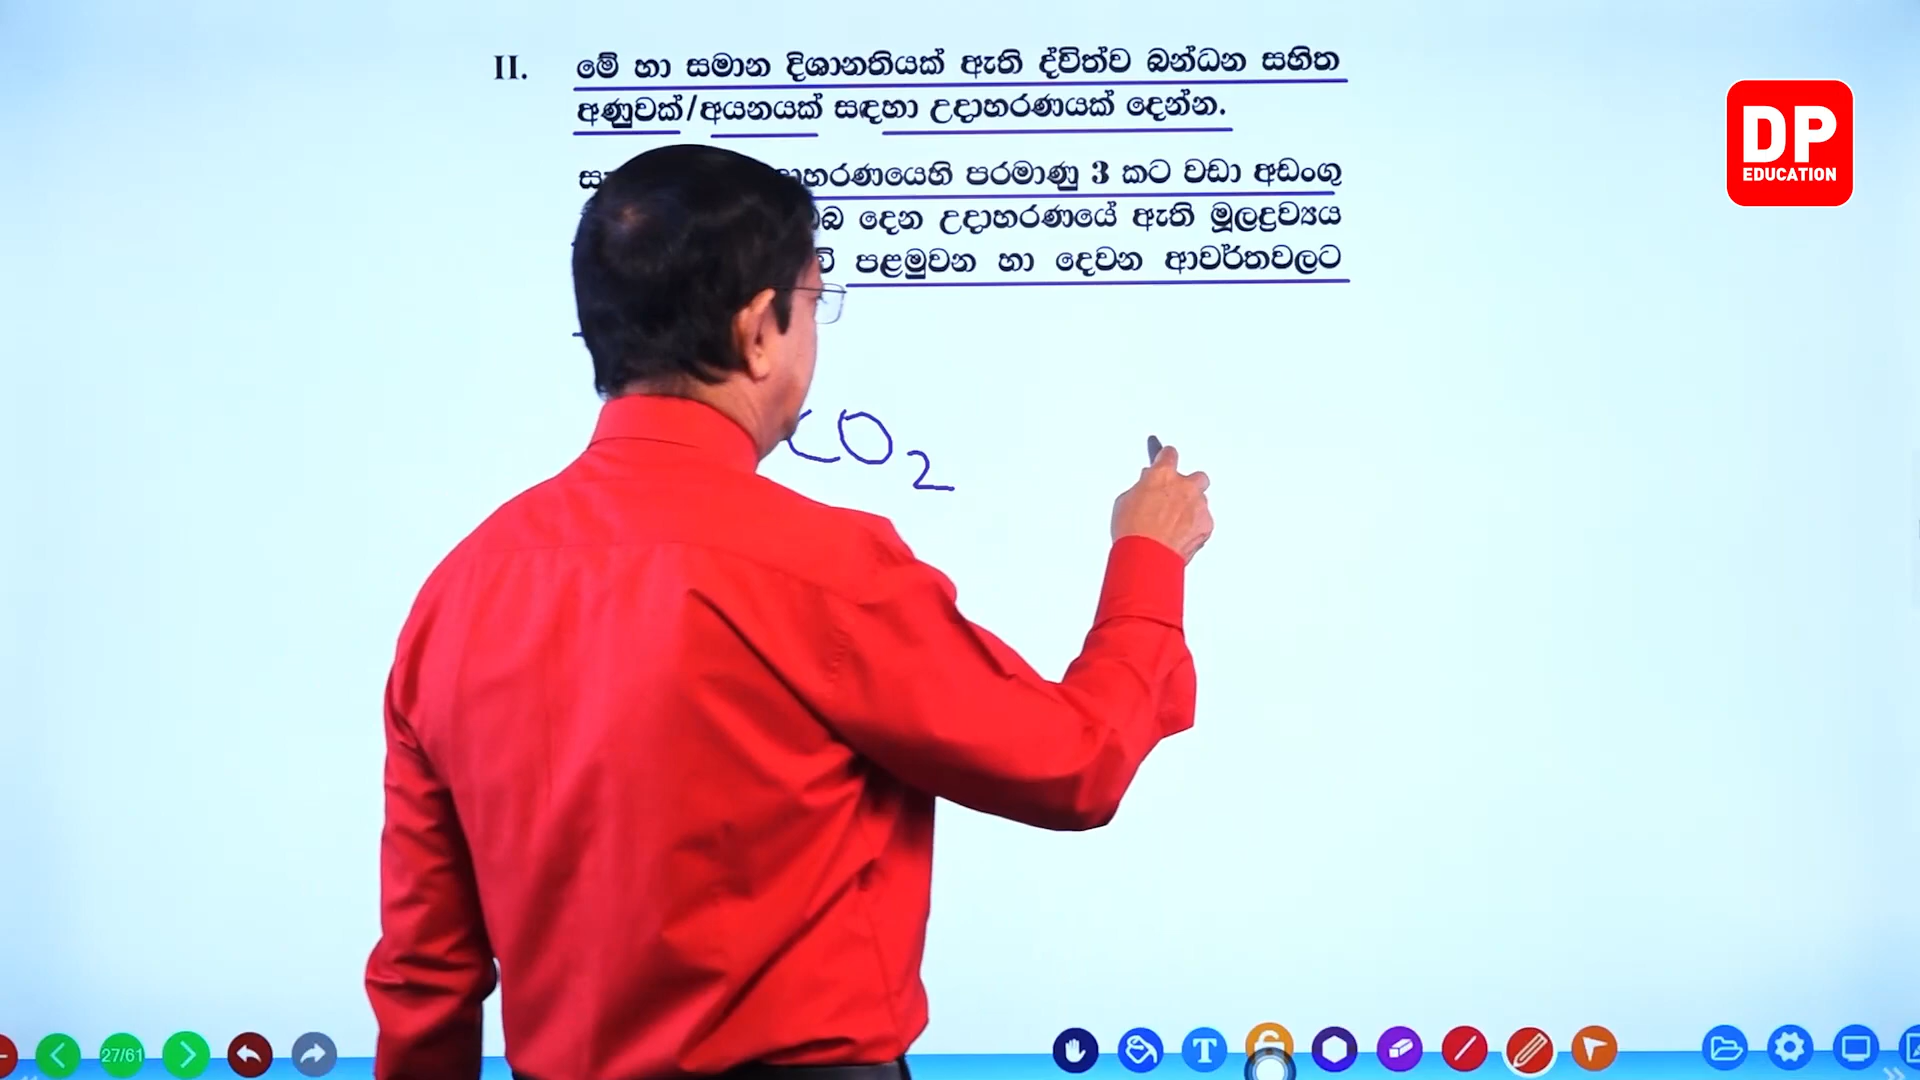 II. මේ හා සමාන දිශානතියක් ඇති ද්විත්ව බන්ධන සහිත
අණුවක්/අයනයක් සඳහා උදාහරණයක් දෙන්න.
පරමාණු 3 කට වඩා අඩංගු
දෙන උදාහරණයේ ඇති මූලද්‍රව්‍යය
පළමුවන හා දෙවන ආවර්තවලට
CO2
DP
EDUCATION
27/61
T